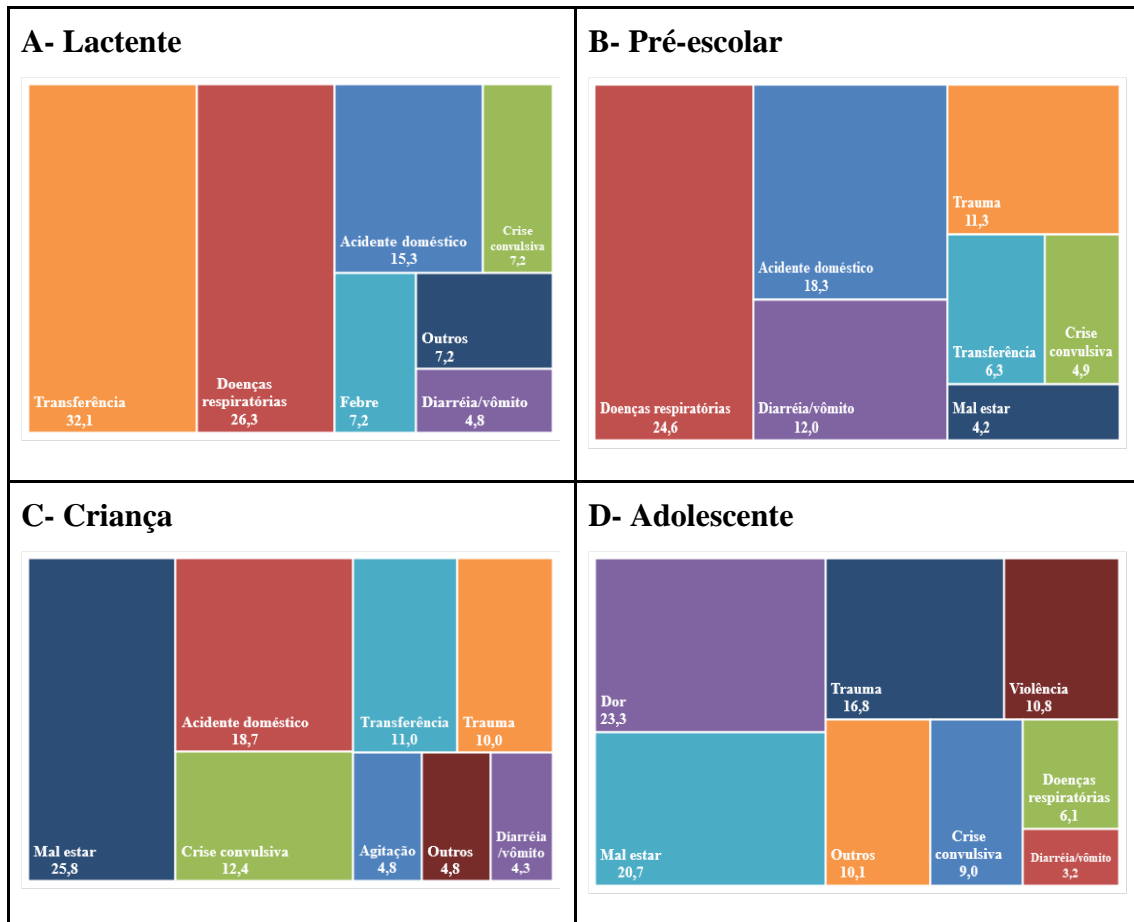 A- Lactente
Transferência
32,1
Doenças
respiratórias
26,3
Acidente doméstico
15,3
Crise
convulsiva
7,2
Febre
7,2
Outros
7,2
Diarréia/vômito
4,8
B- Pré-escolar
Doenças respiratórias
24,6
Acidente doméstico
18,3
Diarréia/vômito
12,0
Trauma
11,3
Transferência
6,3
Crise
convulsiva
4,9
Mal estar
4,2
C- Criança
Mal estar
25,8
Acidente doméstico
18,7
Crise convulsiva
12,4
Transferência
11,0
Trauma
10,0
Agitação
4,8
Outros
4,8
Diarréia
/vômito
4,3
D- Adolescente
Dor
23,3
Mal estar
20,7
Trauma
16,8
Violência
10,8
Outros
10,1
Crise
convulsiva
9,0
Doenças
respiratórias
6,1
Diarréia/vômito
3,2